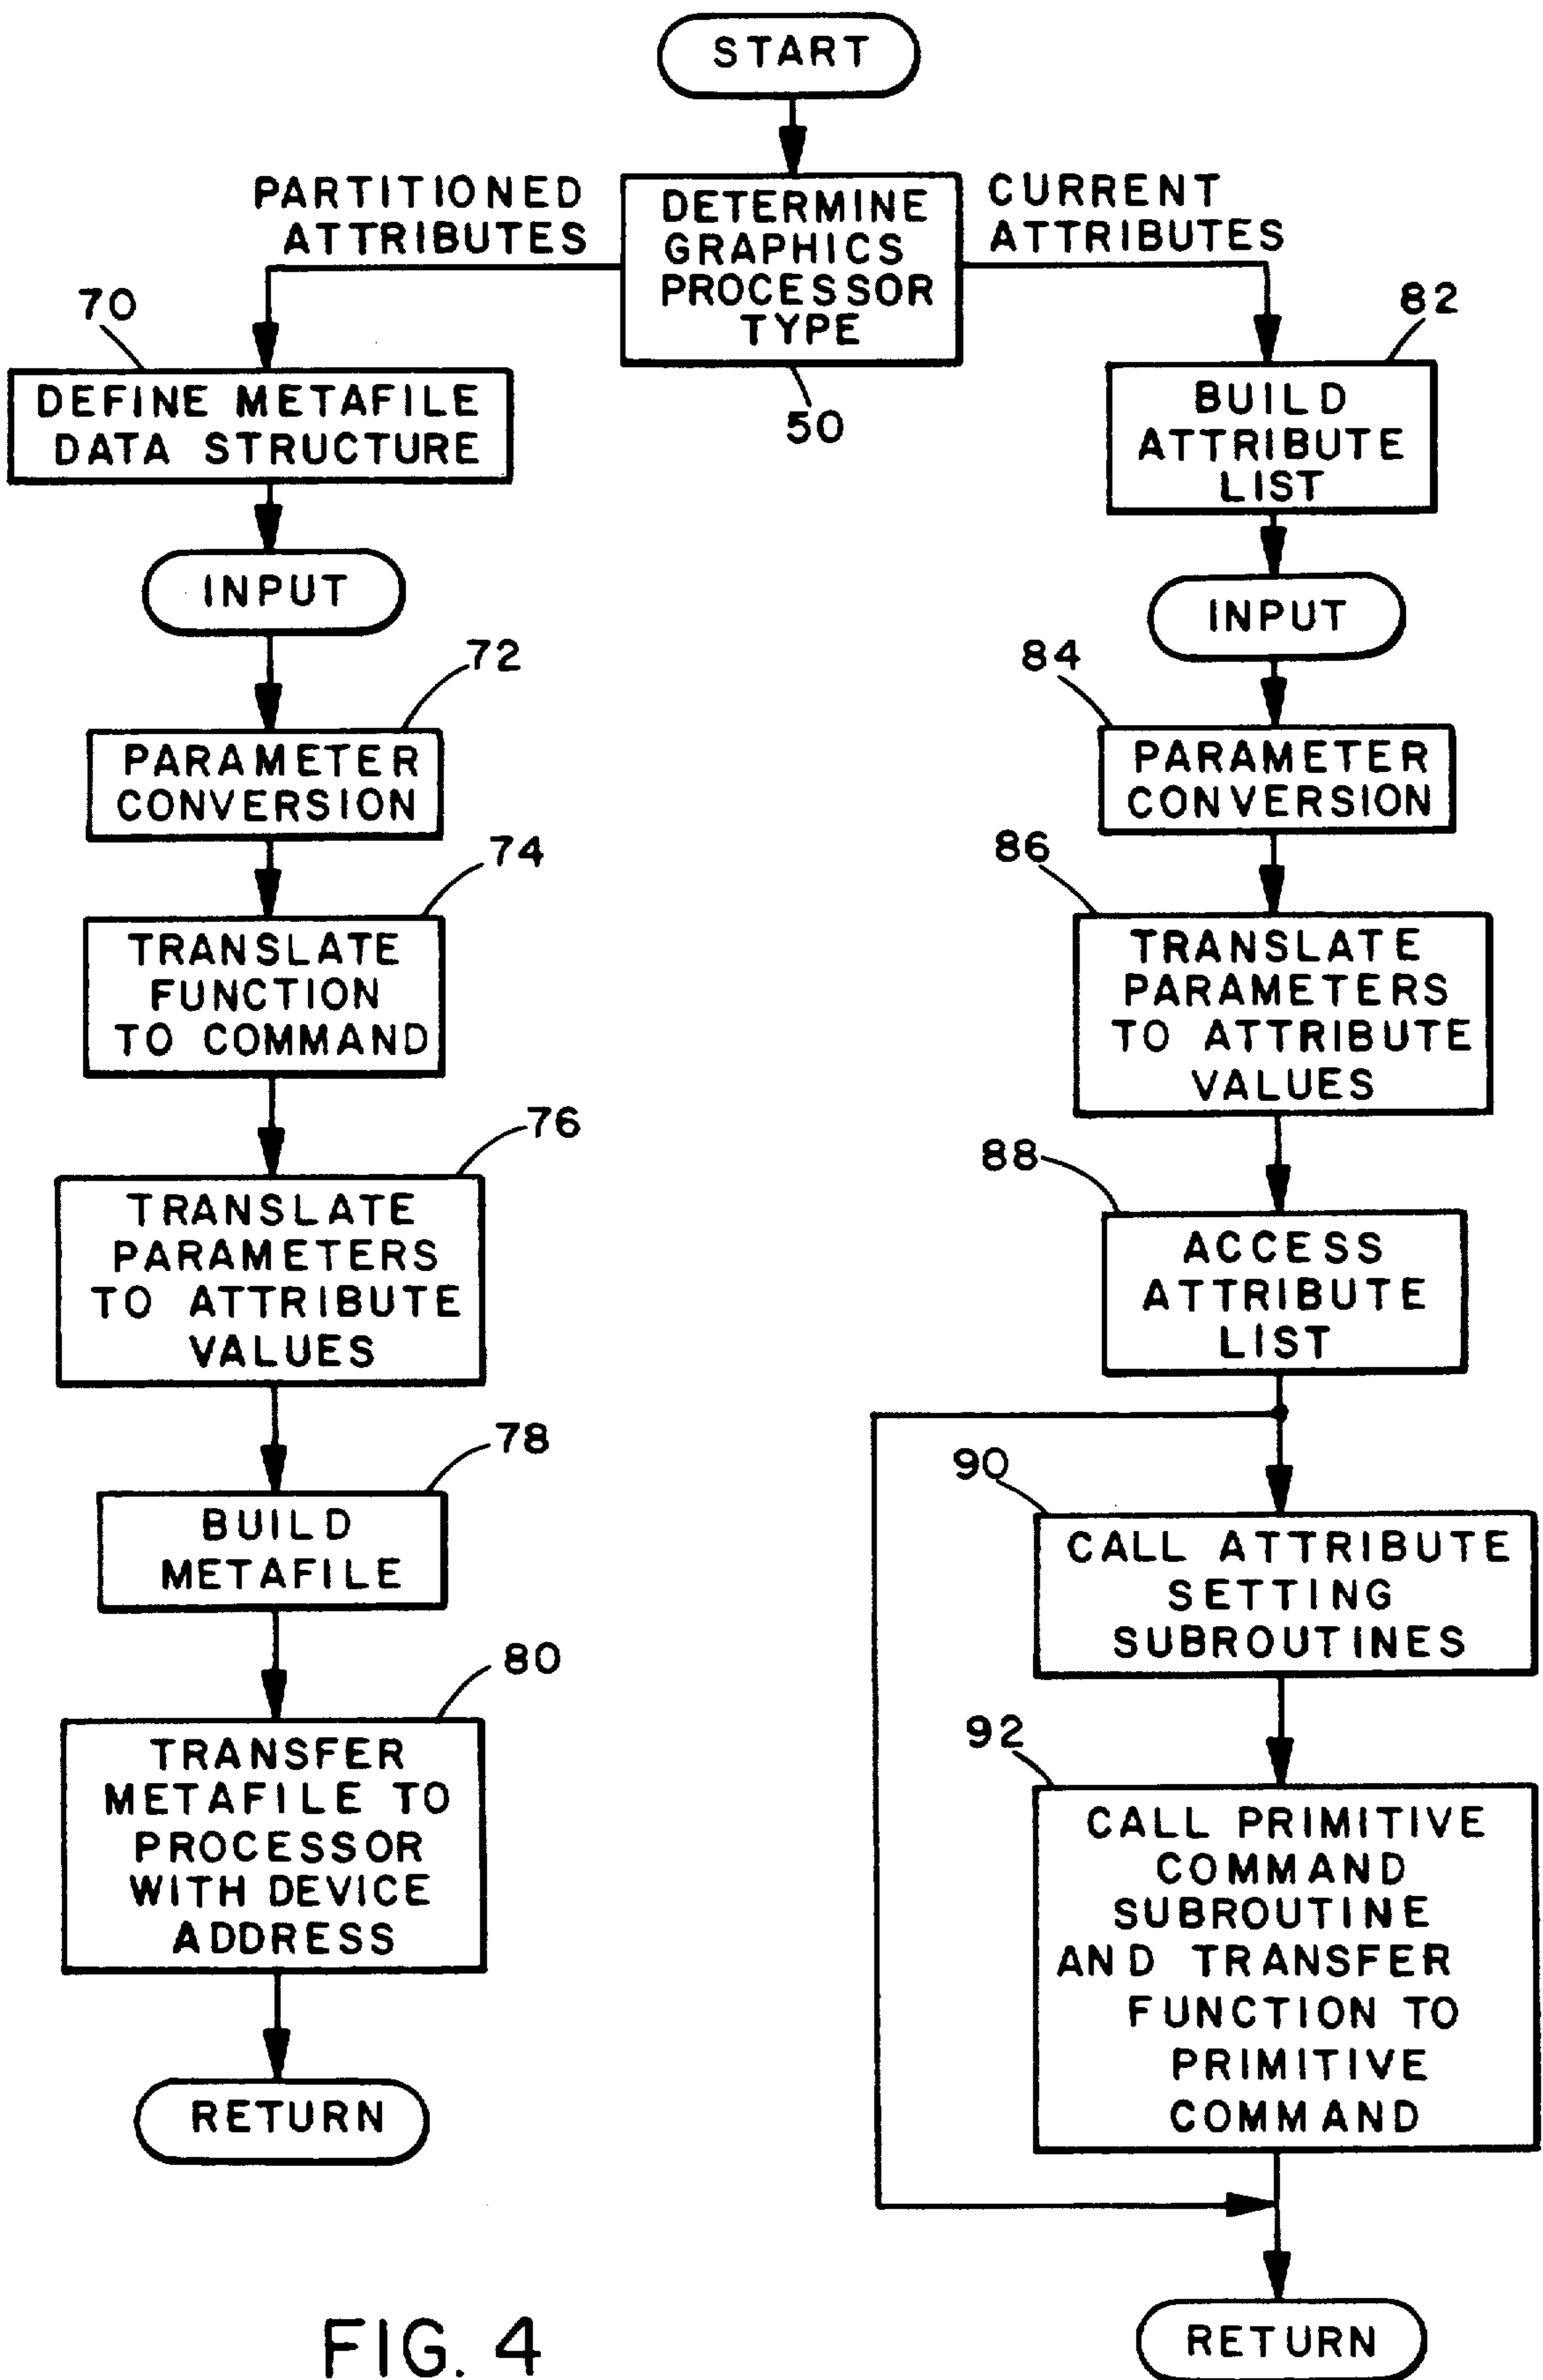 START
PARTITIONED
ATTRIBUTES
DETERMINE
GRAPHICS
PROCESSOR
TYPE
50
CURRENT
ATTRIBUTES
70
DEFINE METAFILE
DATA STRUCTURE
INPUT
72
PARAMETER
CONVERSION
74
TRANSLATE
FUNCTION
TO COMMAND
76
TRANSLATE
PARAMETERS
TO ATTRIBUTE
VALUES
78
BUILD
METAFILE
80
TRANSFER
METAFILE TO
PROCESSOR
WITH DEVICE
ADDRESS
RETURN
82
BUILD
ATTRIBUTE
LIST
INPUT
84
PARAMETER
CONVERSION
86
TRANSLATE
PARAMETERS
TO ATTRIBUTE
VALUES
88
ACCESS
ATTRIBUTE
LIST
90
CALL ATTRIBUTE
SETTING
SUBROUTINES
92
CALL PRIMITIVE
COMMAND
SUBROUTINE
AND TRANSFER
FUNCTION TO
PRIMITIVE
COMMAND
RETURN
FIG. 4